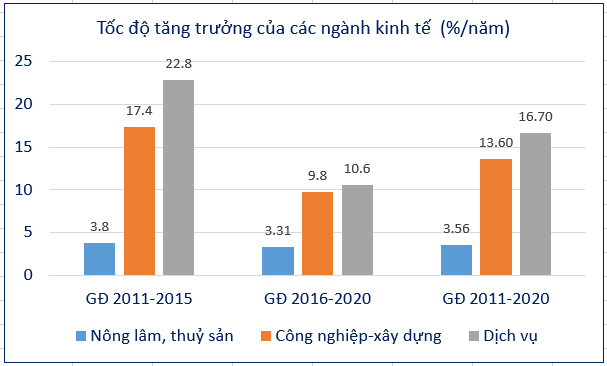 Tốc độ tăng trưởng của các ngành kinh tế (%/năm)
25
20
15
10
5
0
3.8
17.4
22.8
3.31
9.8
10.6
3.56
13.60
16.70
GĐ 2011-2015
GĐ 2016-2020
GĐ 2011-2020
Nông lâm, thuỷ sản
Công nghiệp-xây dựng
Dịch vụ